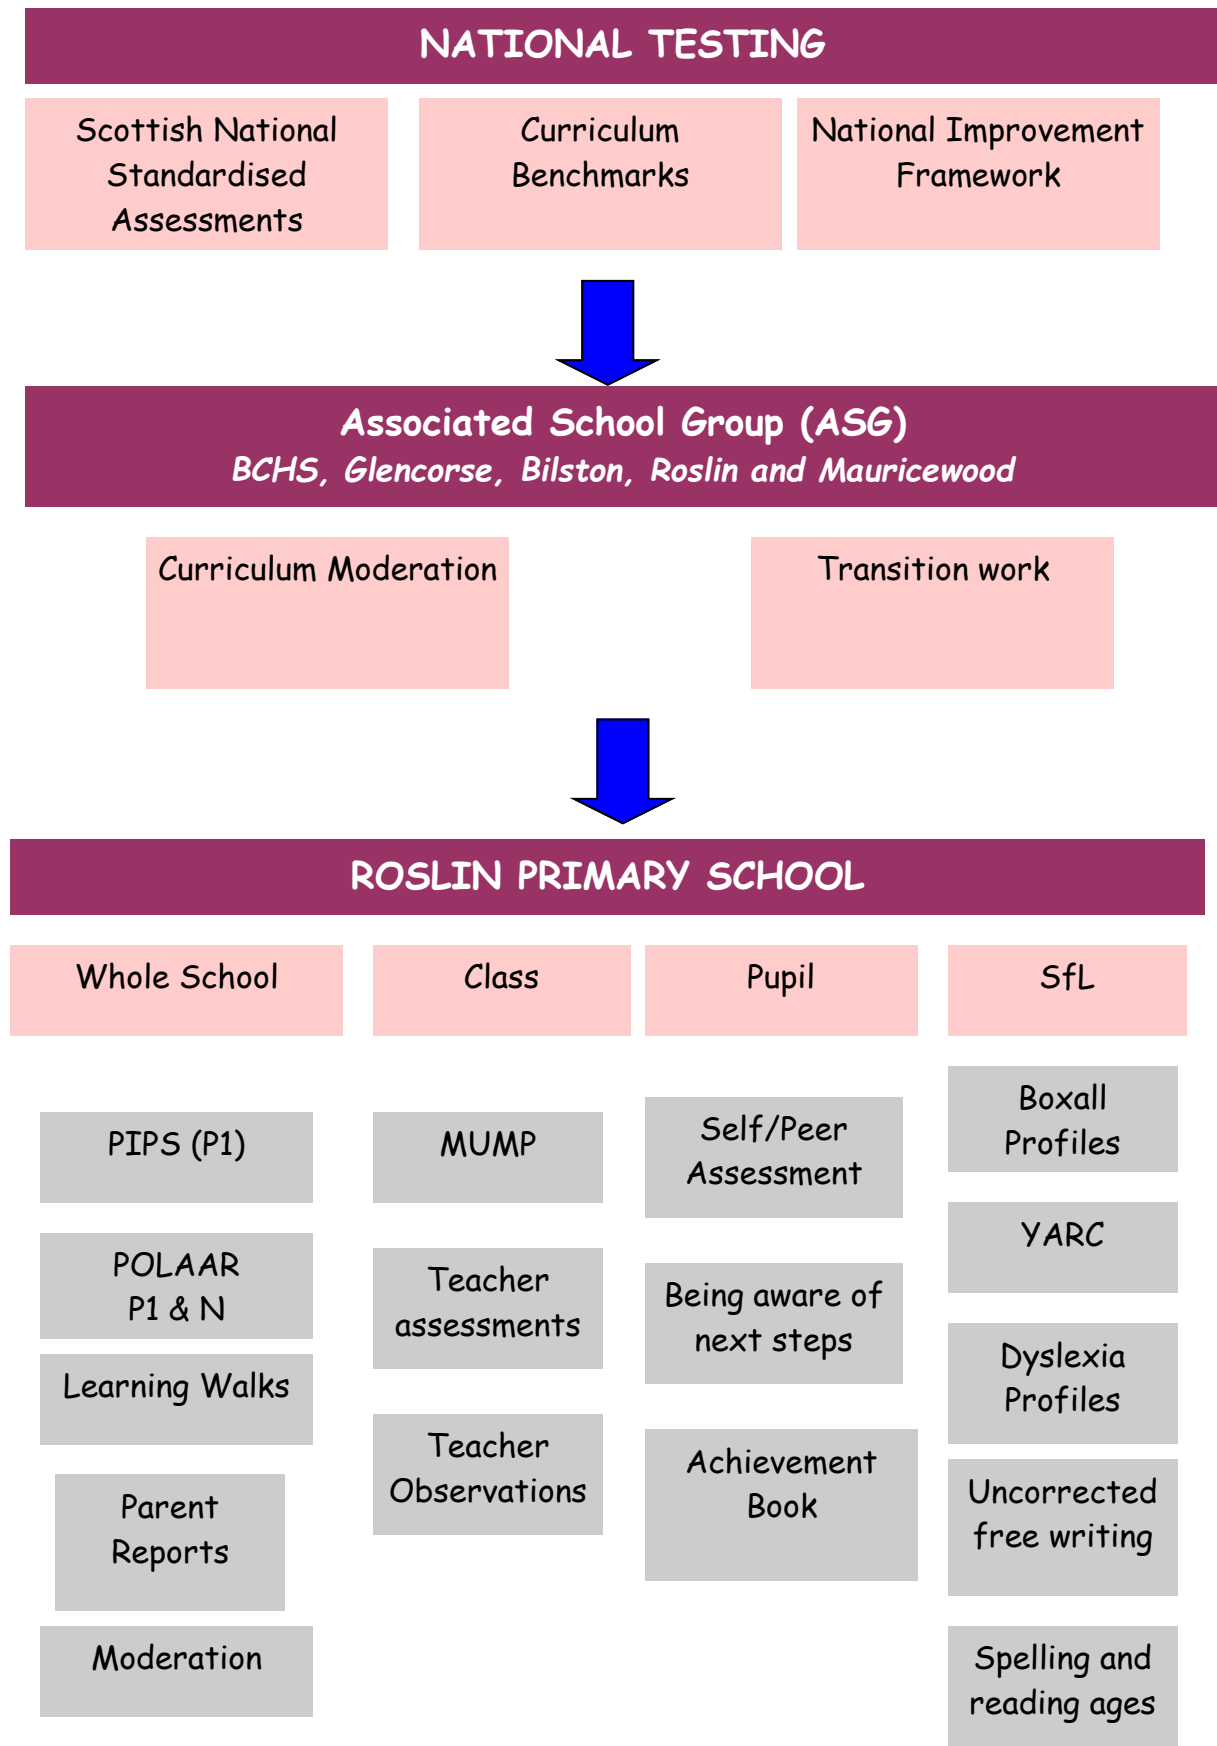 NATIONAL TESTING
Scottish National
Standardised
Assessments
Curriculum
Benchmarks
National Improvement
Framework
Associated School Group (ASG)
BCHS, Glencorse, Bilston, Roslin and Mauricewood
Curriculum Moderation
Transition work
ROSLIN PRIMARY SCHOOL
Whole School
PIPS (P1)
POLAAR
P1 & N
Learning Walks
Parent
Reports
Moderation
Class
MUMP
Teacher
assessments
Teacher
Observations
Pupil
Self/Peer
Assessment
Being aware of
next steps
Achievement
Book
SfL
Boxall
Profiles
YARC
Dyslexia
Profiles
Uncorrected
free writing
Spelling and
reading ages